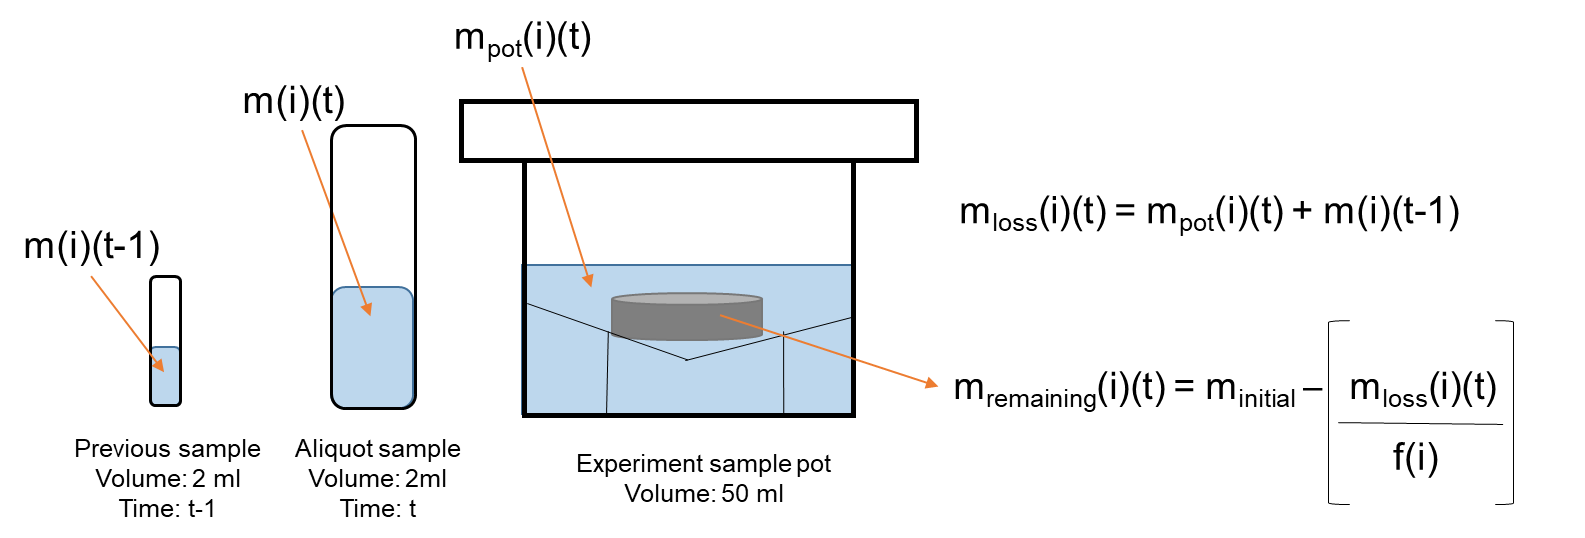 m_pot(i)(t)
m(i)(t)
m(i)(t-1)
m_loss(i)(t) = m_pot(i)(t) + m(i)(t-1)
m_remaining(i)(t) = m_initial – [m_loss(i)(t) / f(i)]
Previous sample
Volume: 2 ml
Time: t-1
Aliquot sample
Volume: 2ml
Time: t
Experiment sample pot
Volume: 50 ml